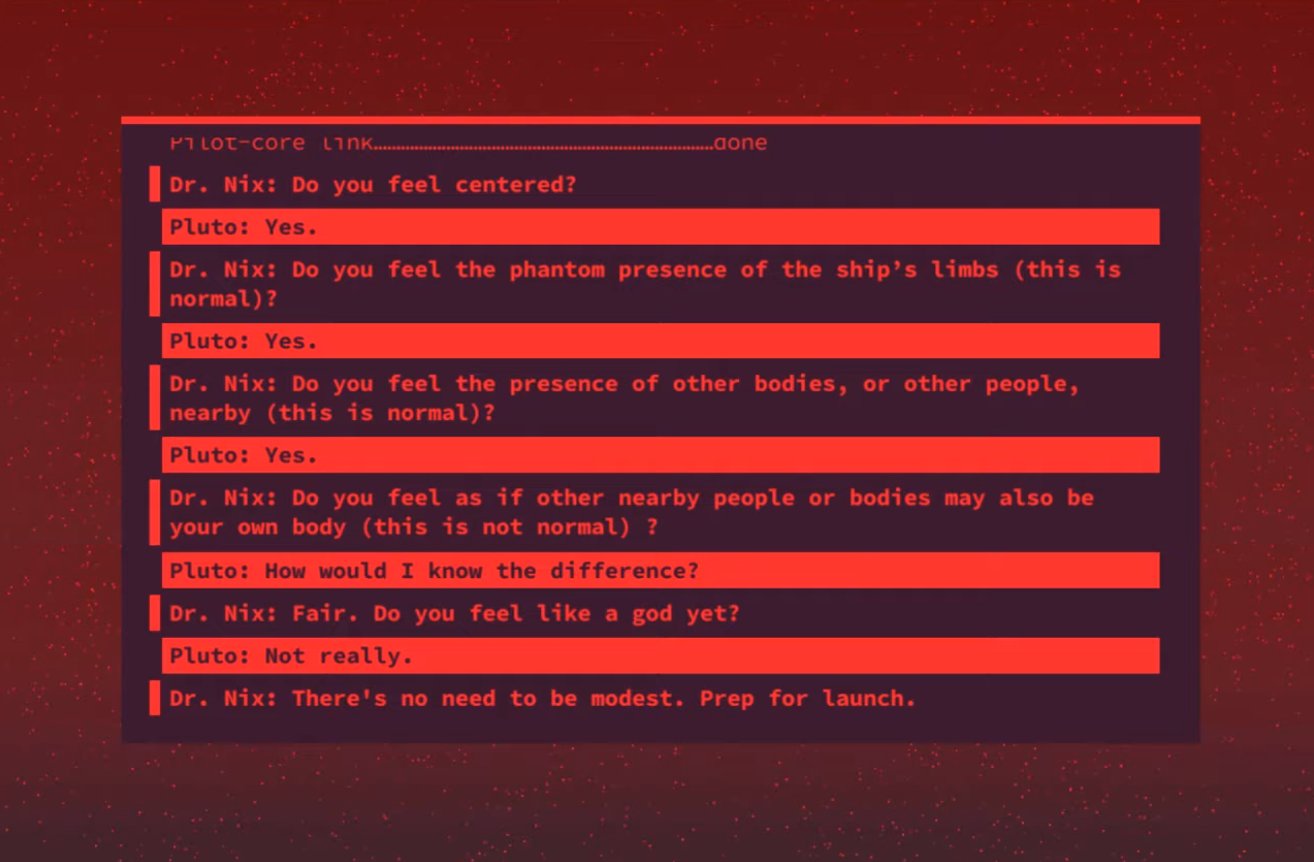 Pilot-core link……………………………………………………………………done
Dr. Nix: Do you feel centered?
Pluto: Yes.
Dr. Nix: Do you feel the phantom presence of the ship’s limbs (this is
normal)?
Pluto: Yes.
Dr. Nix: Do you feel the presence of other bodies, or other people,
nearby (this is normal)?
Pluto: Yes.
Dr. Nix: Do you feel as if other nearby people or bodies may also be
your own body (this is not normal) ?
Pluto: How would I know the difference?
Dr. Nix: Fair. Do you feel like a god yet?
Pluto: Not really.
Dr. Nix: There's no need to be modest. Prep for launch.